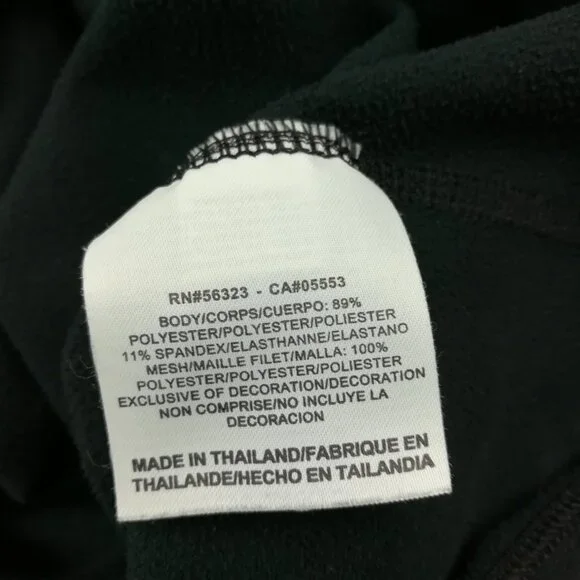 RN#56323 - CA#05553
BODY/CORPS/CUERPO: 89%
POLYESTER/POLYESTER/POLIESTER
11% SPANDEX/ELASTHANNE/ELASTANO
MESH/MAILLE FILET/MALLA: 100%
POLYESTER/POLYESTER/POLIESTER
EXCLUSIVE OF DECORATION/DECORATION
NON COMPRISE/NO INCLUYE LA
DECORACION
MADE IN THAILAND/FABRIQUE EN
THAILANDE/HECHO EN TAILANDIA